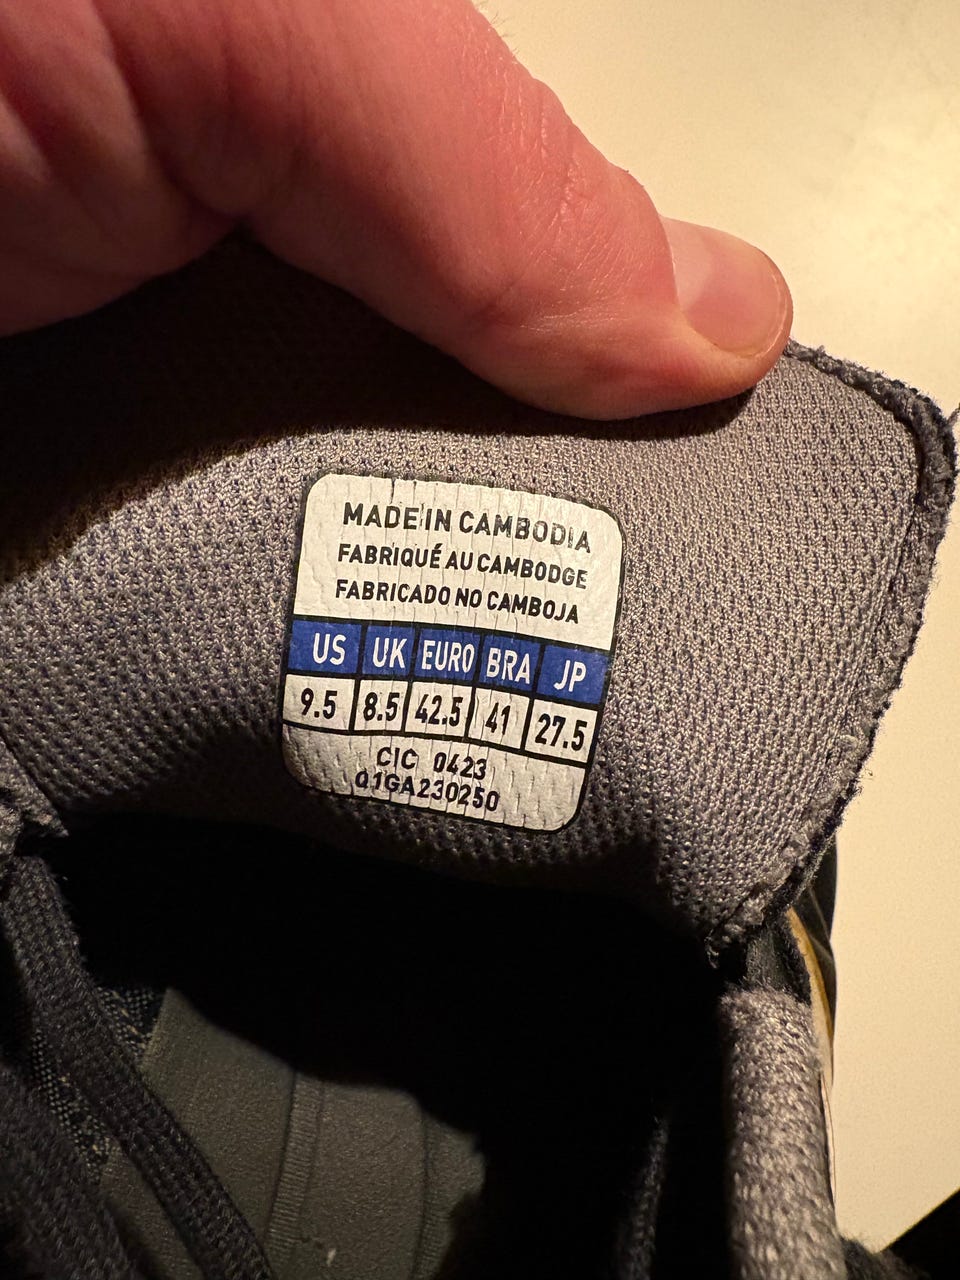 MADE IN CAMBODIA
FABRIQUÉ AU CAMBODGE
FABRICADO NO CAMBOJA
US UK EURO BRA JP
9.5 8.5 42.5 41 27.5
CIC 0423
Q1GA230250